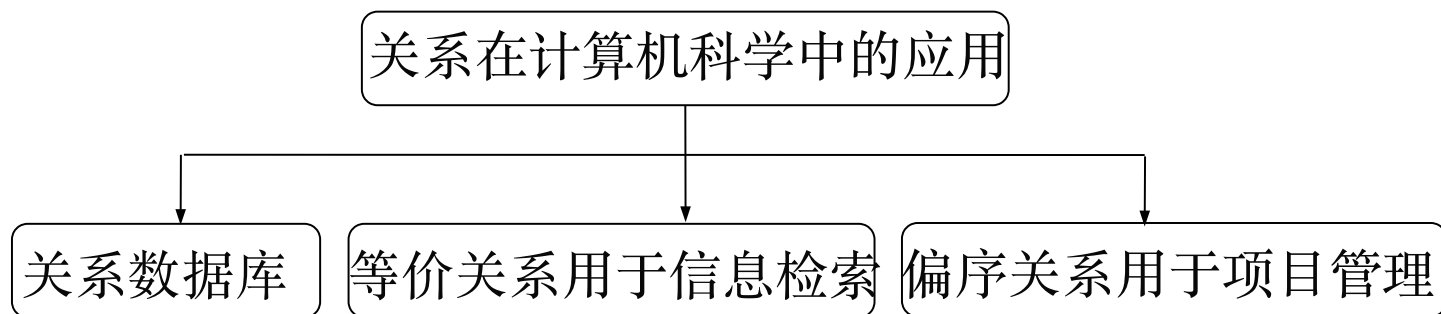 关系在计算机科学中的应用
关系数据库
等价关系用于信息检索
偏序关系用于项目管理